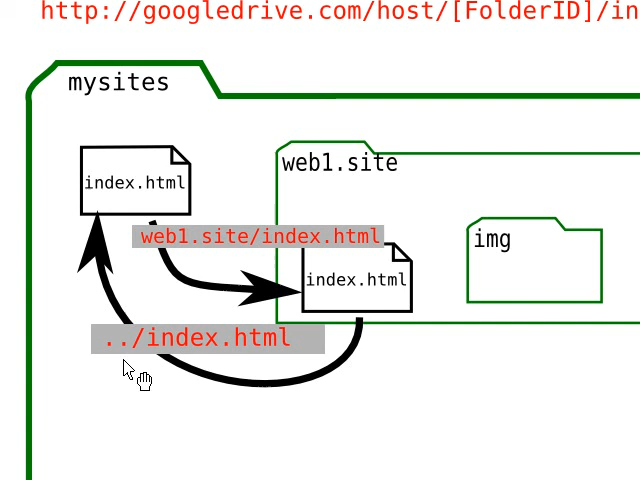 http://googledrive.com/host/[FolderID]/in
mysites
web1.site
index.html
web1.site/index.html
img
index.html
../index.html